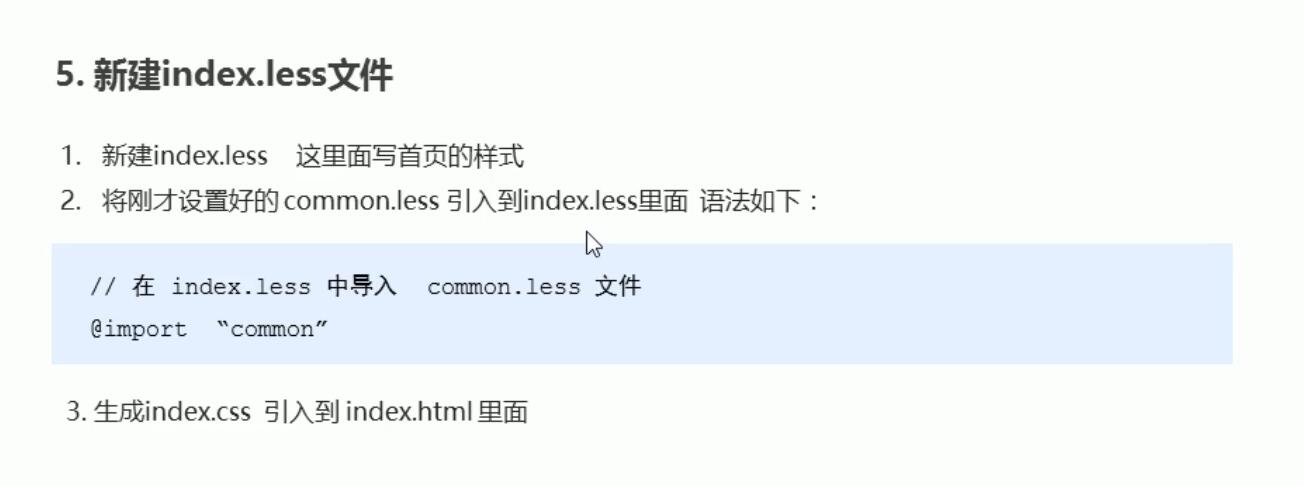 5. 新建index.less文件
1. 新建index.less 这里面写首页的样式
2. 将刚才设置好的 common.less 引入到index.less里面 语法如下：
// 在 index.less 中导入 common.less 文件
@import “common”
3. 生成index.css 引入到 index.html 里面